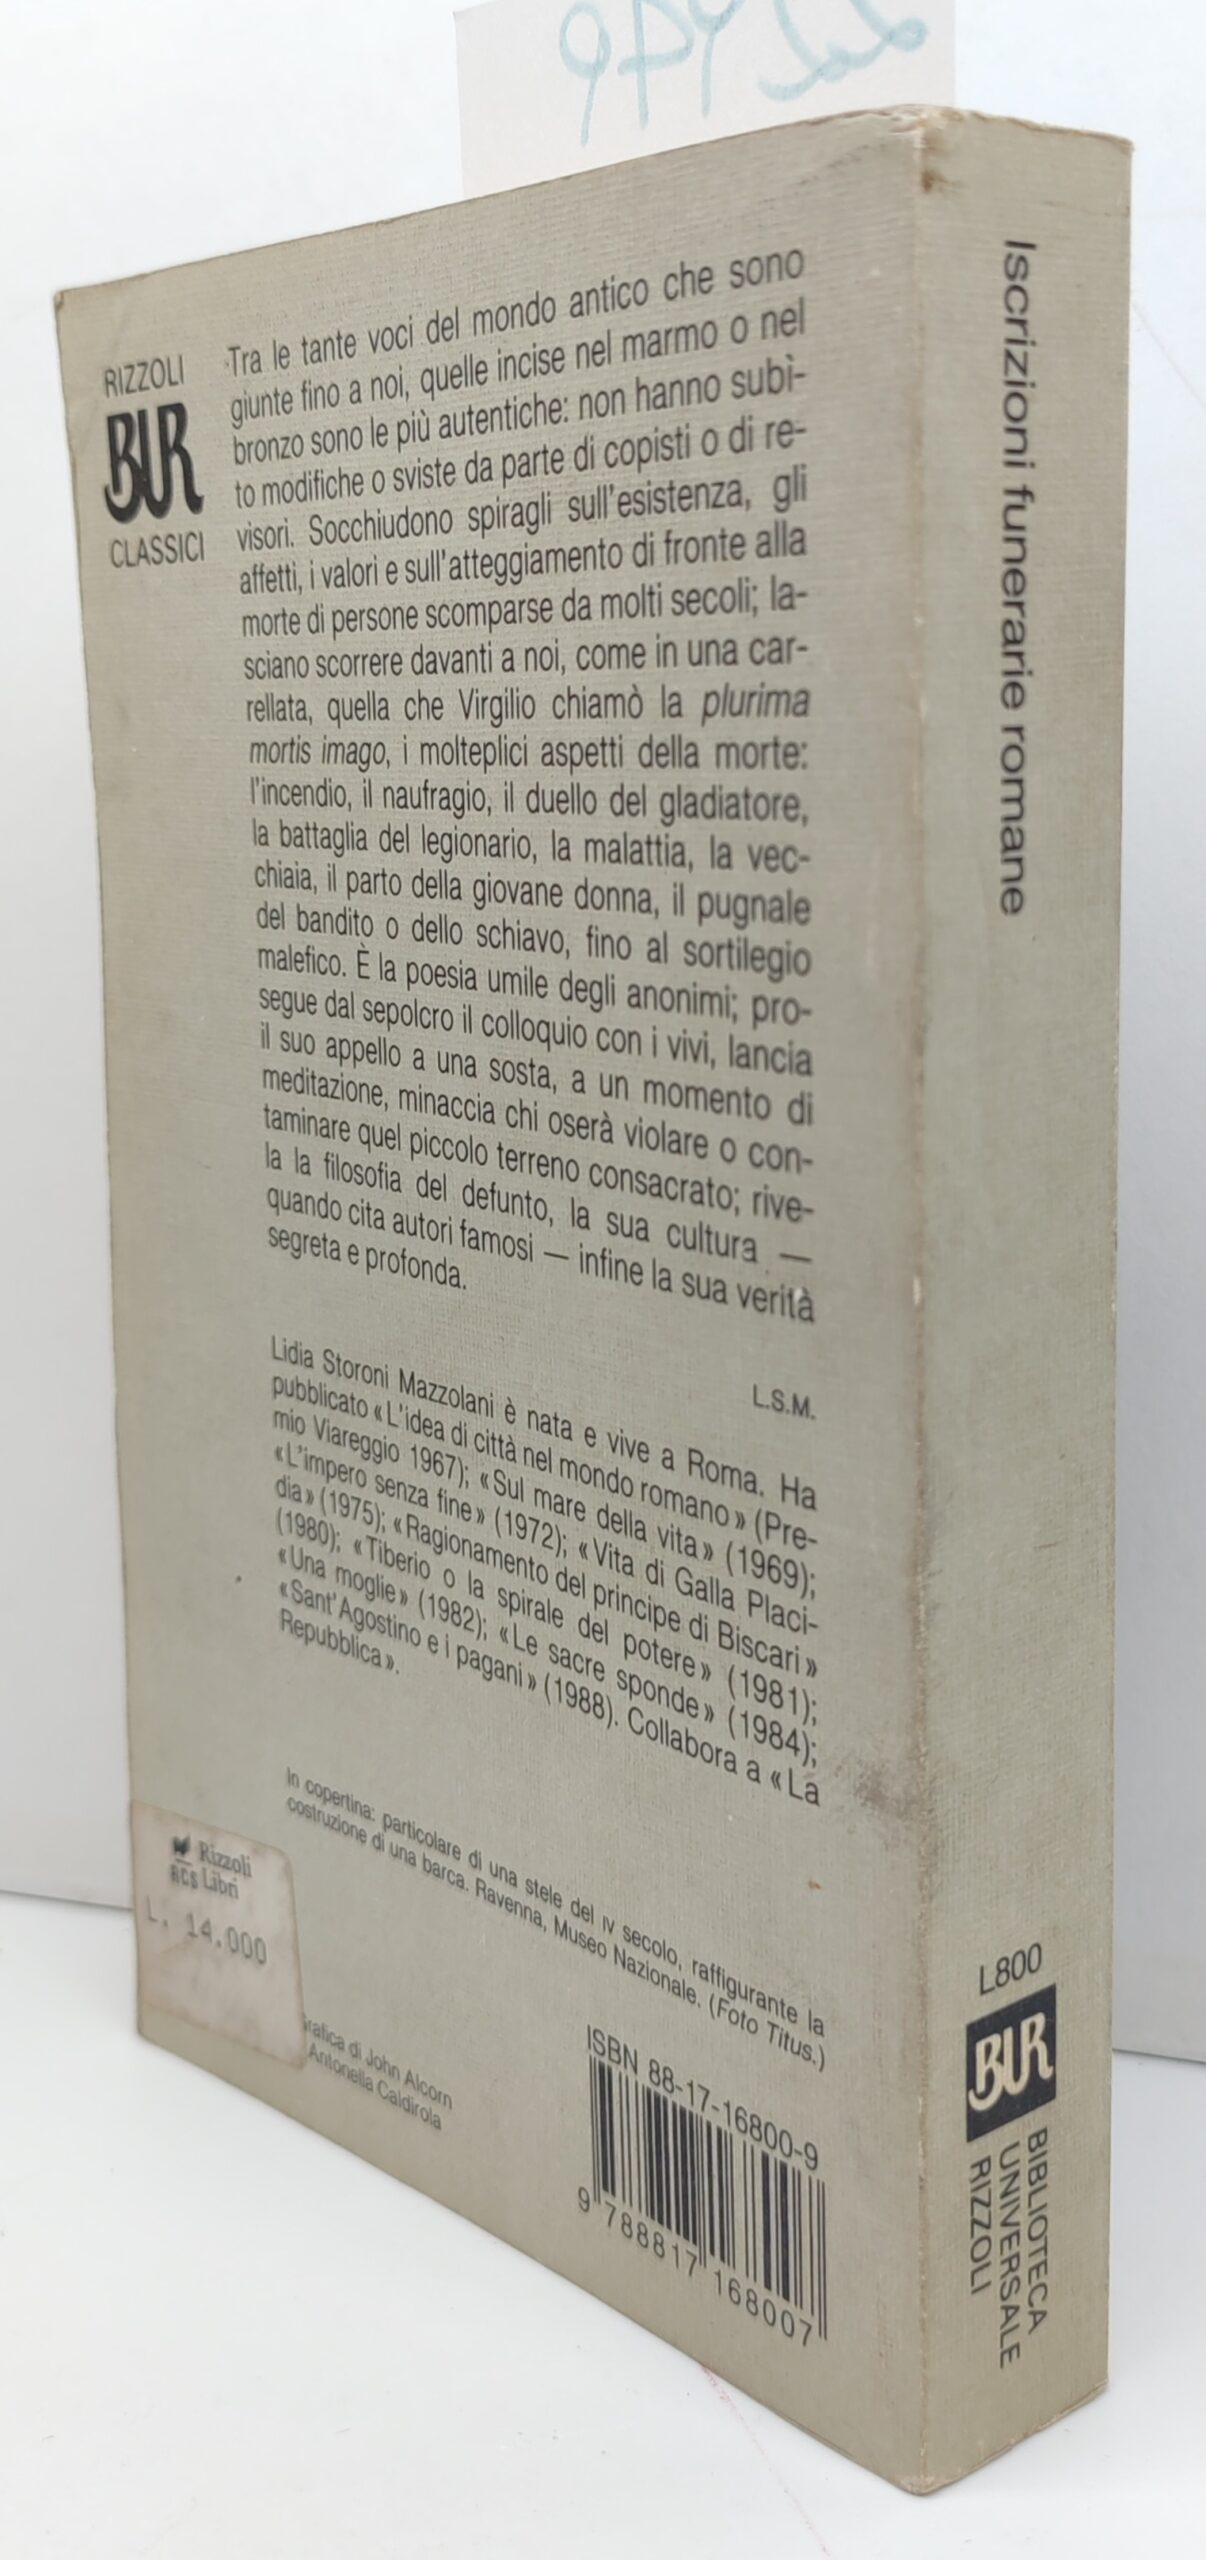 RIZZOLI
BUR
CLASSICI
Tra le tante voci del mondo antico che sono
giunte fino a noi, quelle incise nel marmo o nel
bronzo sono le più autentiche: non hanno subì-
to modifiche o sviste da parte di copisti o di re-
visori. Socchiudono spiragli sull'esistenza, gli
affetti, i valori e sull'atteggiamento di fronte alla
morte di persone scomparse da molti secoli; la-
sciano scorrere davanti a noi, come in una car-
rellata, quella che Virgilio chiamò la plurima
mortis imago, i molteplici aspetti della morte:
l'incendio, il naufragio, il duello del gladiatore,
la battaglia del legionario, la malattia, la vec-
chiaia, il parto della giovane donna, il pugnale
del bandito o dello schiavo, fino al sortilegio
malefico. È la poesia umile degli anonimi; pro-
segue dal sepolcro il colloquio con i vivi, lancia
il suo appello a una sosta, a un momento di
meditazione, minaccia chi oserà violare o con-
taminare quel piccolo terreno consacrato; rive-
la la filosofia del defunto, la sua cultura —
quando cita autori famosi — infine la sua verità
segreta e profonda.
L.S.M.
Lidia Storoni Mazzolani è nata e vive a Roma. Ha
pubblicato «L'idea di città nel mondo romano» (Pre-
mio Viareggio 1967); «Sul mare della vita» (1969);
«L'impero senza fine» (1972); «Vita di Galla Placi-
dia» (1975); «Ragionamento del principe di Biscari»
(1980); «Tiberio o la spirale del potere» (1981);
«Una moglie» (1982); «Le sacre sponde» (1984);
«Sant'Agostino e i pagani» (1988). Collabora a «La
Repubblica».
In copertina: particolare di una stele del IV secolo, raffigurante la
costruzione di una barca. Ravenna, Museo Nazionale. (Foto Titus.)
Rizzoli
RCS Libri
L. 14.000
Grafica di John Alcorn
Antonella Caldirola
ISBN 88-17-16800-9
9 788817 168007
Iscrizioni funerarie romane
L800
BUR
BIBLIOTECA
UNIVERSALE
RIZZOLI